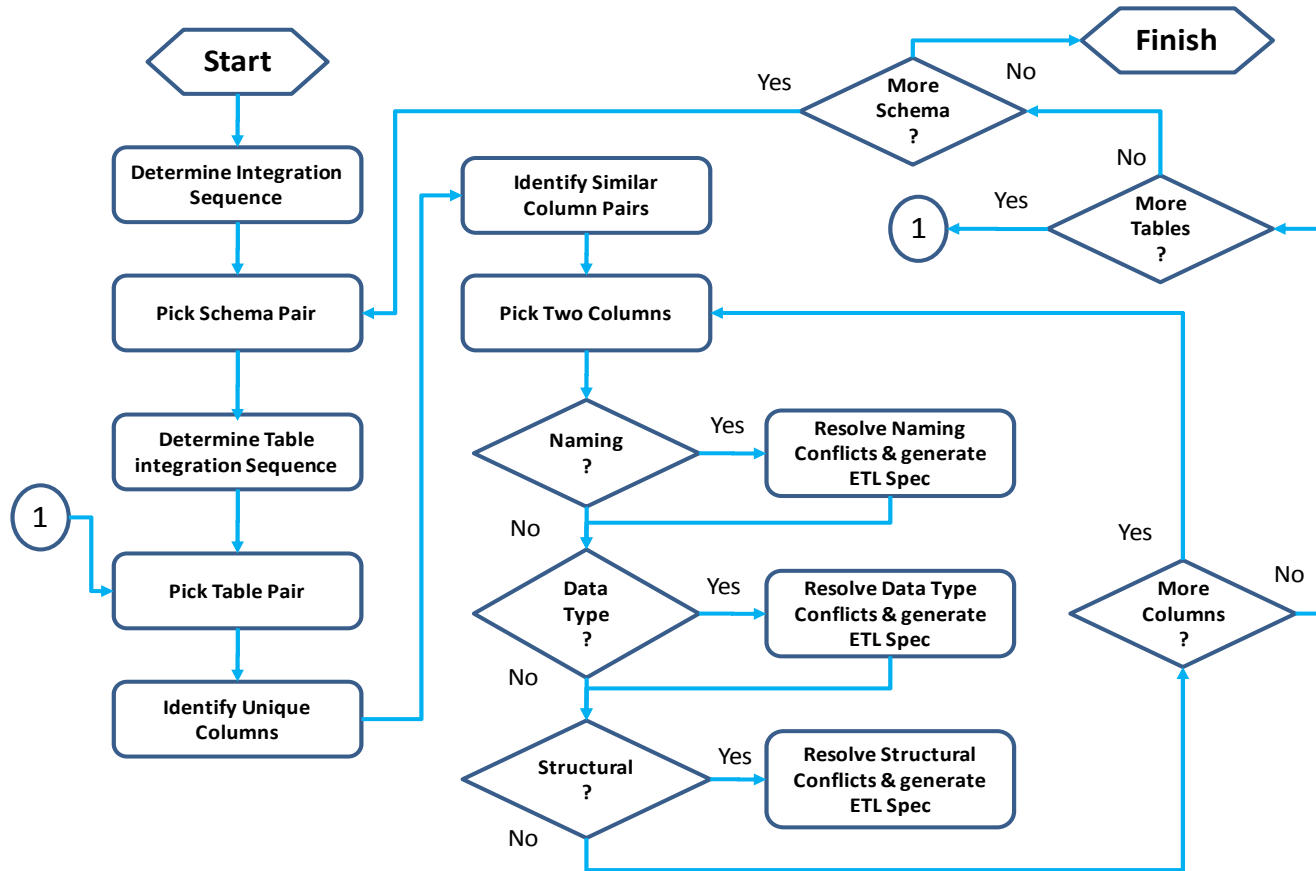 Start
Determine Integration
Sequence
Pick Schema Pair
Determine Table
integration Sequence
1
Pick Table Pair
Identify Unique
Columns
Identify Similar
Column Pairs
Pick Two Columns
Naming
?
Yes
Resolve Naming
Conflicts & generate
ETL Spec
No
Data
Type
?
Yes
Resolve Data Type
Conflicts & generate
ETL Spec
No
Structural
?
Yes
Resolve Structural
Conflicts & generate
ETL Spec
No
More
Columns
?
Yes
No
More
Tables
?
Yes
1
No
More
Schema
?
Yes
No
Finish